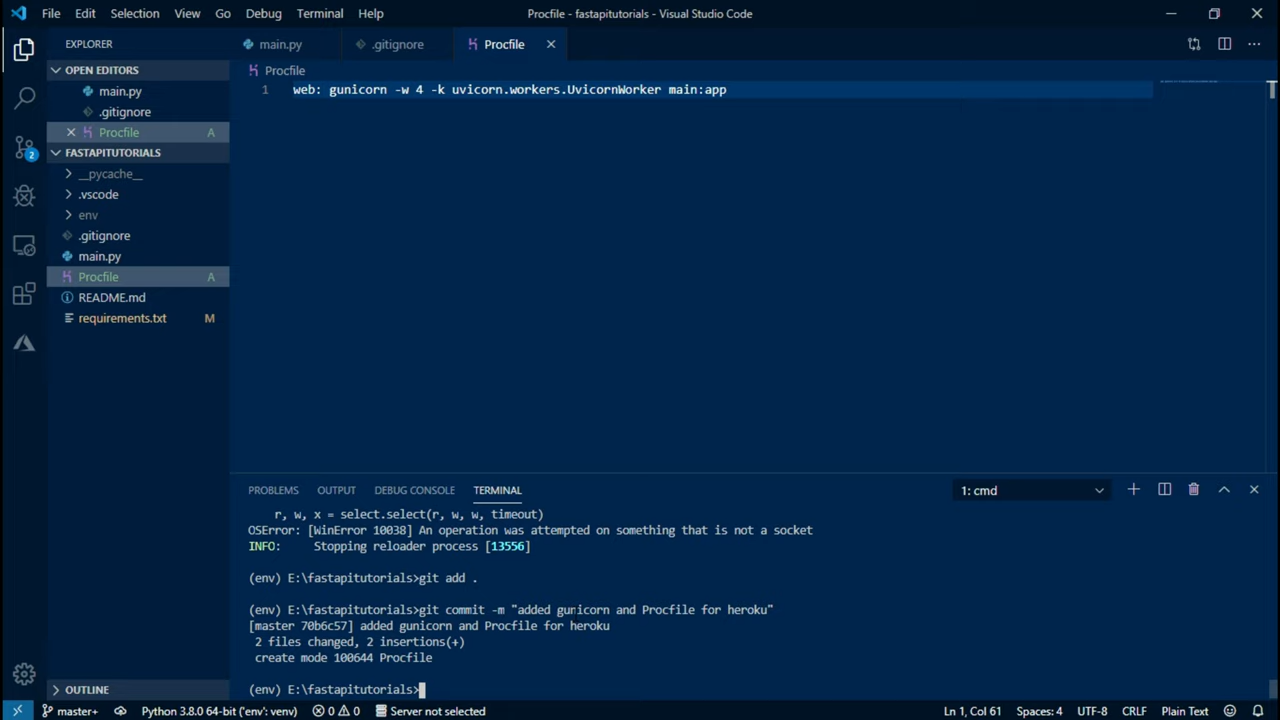 File Edit Selection View Go Debug Terminal Help
Procfile - fastapitutorials - Visual Studio Code
EXPLORER
main.py
.gitignore
Procfile
OPEN EDITORS
Procfile
main.py
1 web: gunicorn -w 4 -k uvicorn.workers.UvicornWorker main:app
.gitignore
Procfile A
FASTAPITUTORIALS
__pycache__
.vscode
env
.gitignore
main.py
Procfile A
README.md
requirements.txt M
2
PROBLEMS OUTPUT DEBUG CONSOLE TERMINAL
1: cmd
r, w, x = select.select(r, w, w, timeout)
OSError: [WinError 10038] An operation was attempted on something that is not a socket
INFO: Stopping reloader process [13556]
(env) E:\fastapitutorials>git add .
(env) E:\fastapitutorials>git commit -m "added gunicorn and Procfile for heroku"
[master 70b6c57] added gunicorn and Procfile for heroku
2 files changed, 2 insertions(+)
create mode 100644 Procfile
(env) E:\fastapitutorials>
OUTLINE
master+ Python 3.8.0 64-bit ('env': venv) 0 0 Server not selected
Ln 1, Col 61 Spaces: 4 UTF-8 CRLF Plain Text